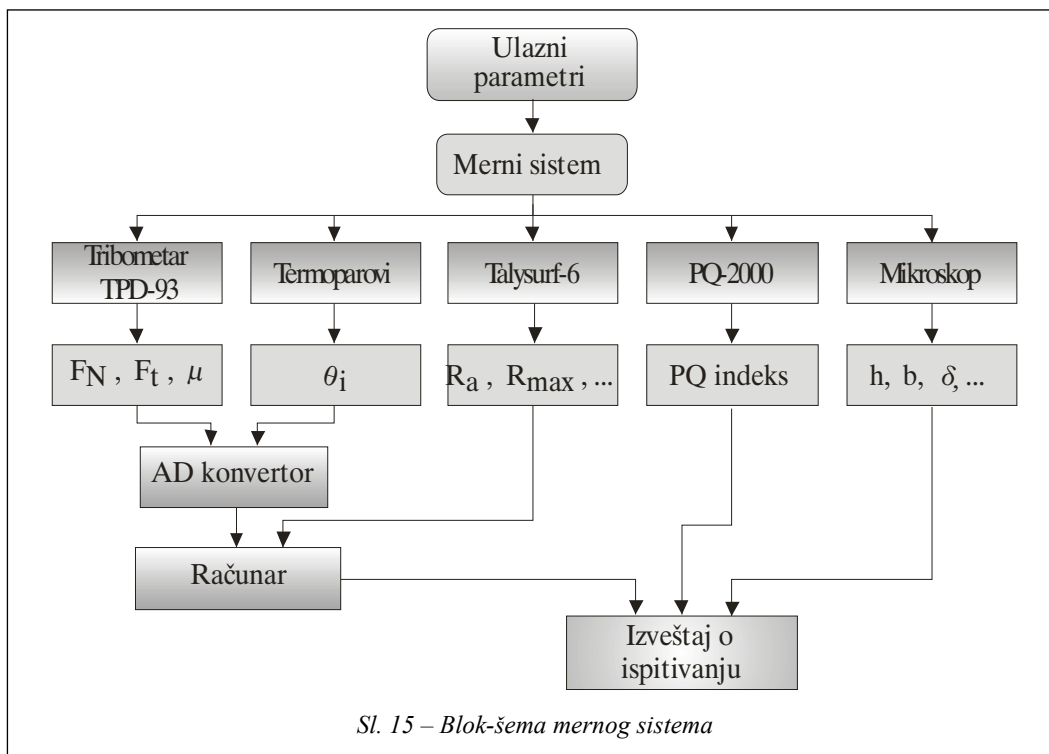 Ulazni
parametri
Merni sistem
Tribometar
TPD-93
Termoparovi
Talysurf-6
PQ-2000
Mikroskop
F_N , F_t , μ
θ_i
R_a , R_max , ...
PQ indeks
h, b, δ, ...
AD konvertor
Računar
Izveštaj o
ispitivanju
Sl. 15 – Blok-šema mernog sistema